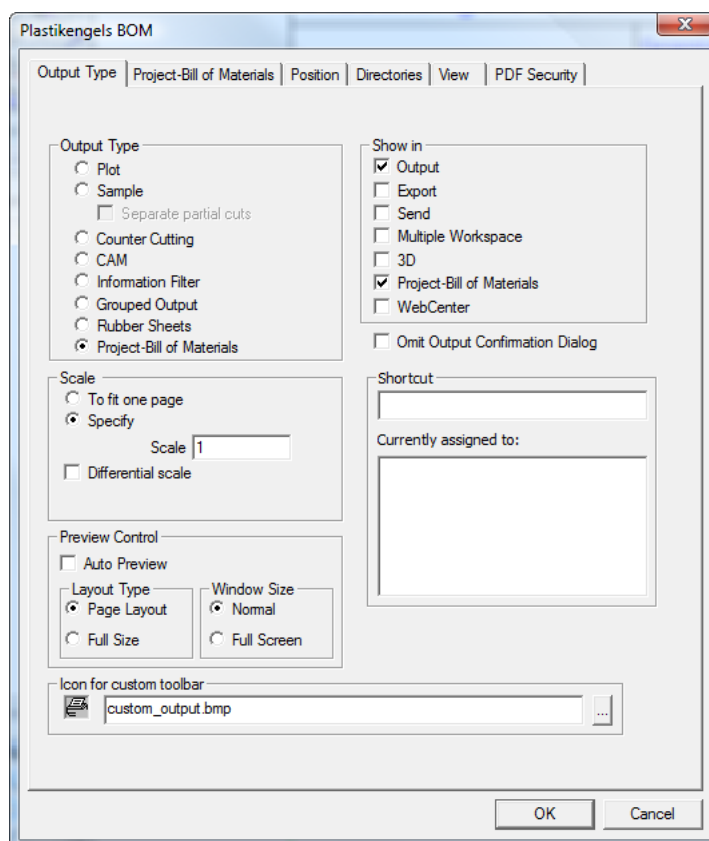 Plastikengels BOM
Output Type Project-Bill of Materials Position Directories View PDF Security
Output Type
Plot
Sample
Separate partial cuts
Counter Cutting
CAM
Information Filter
Grouped Output
Rubber Sheets
Project-Bill of Materials
Show in
Output
Export
Send
Multiple Workspace
3D
Project-Bill of Materials
WebCenter
Omit Output Confirmation Dialog
Scale
To fit one page
Specify
Scale 1
Differential scale
Shortcut
Currently assigned to:
Preview Control
Auto Preview
Layout Type
Page Layout
Full Size
Window Size
Normal
Full Screen
Icon for custom toolbar
custom_output.bmp
...
OK Cancel